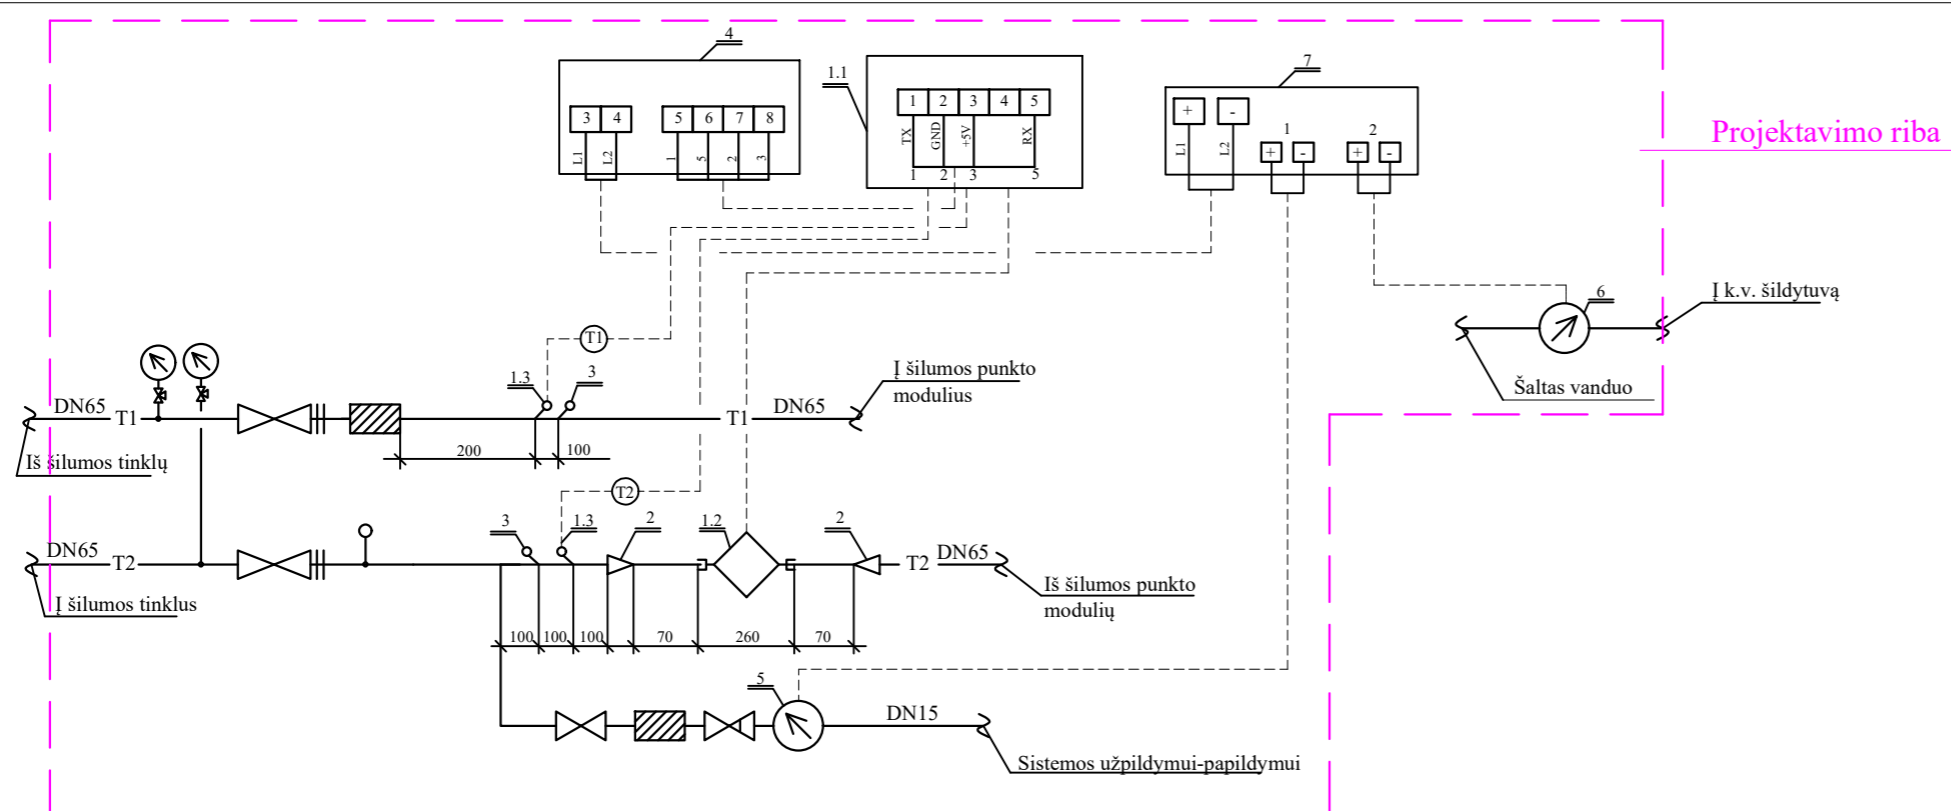 4
3 4 5 6 7 8
L1 L2 1 5 2 3
1.1
1 2 3 4 5
TX GND +5V RX
1 2 3 5
7
+ -
L1 L2
1 2
+ - + -
Projektavimo riba
6
Į k.v. šildytuvą
Šaltas vanduo
T1
1.3
3
Į šilumos punkto
modulius
DN65
T1
T1
DN65
Iš šilumos tinklų
200
100
T2
3
1.3
2
1.2
2
DN65
T2
T2
DN65
Į šilumos tinklus
Iš šilumos punkto
modulių
100 100 100 70 260 70
5
DN15
Sistemos užpildymui-papildymui